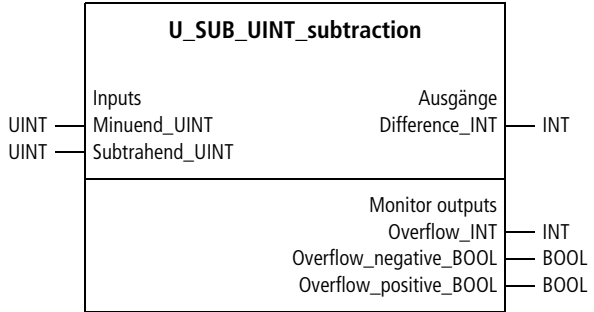 U_SUB_UINT_subtraction
Inputs Ausgänge
UINT Minuend_UINT Difference_INT INT
UINT Subtrahend_UINT
Monitor outputs
Overflow_INT INT
Overflow_negative_BOOL BOOL
Overflow_positive_BOOL BOOL